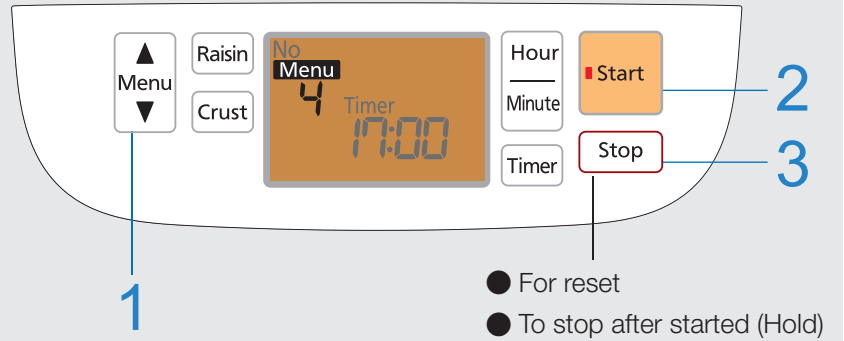 ▲
Menu
▼
Raisin
Crust
No
Menu
4
Timer
17:00
Hour
Minute
Timer
Start
Stop
1
2
3
● For reset
● To stop after started (Hold)